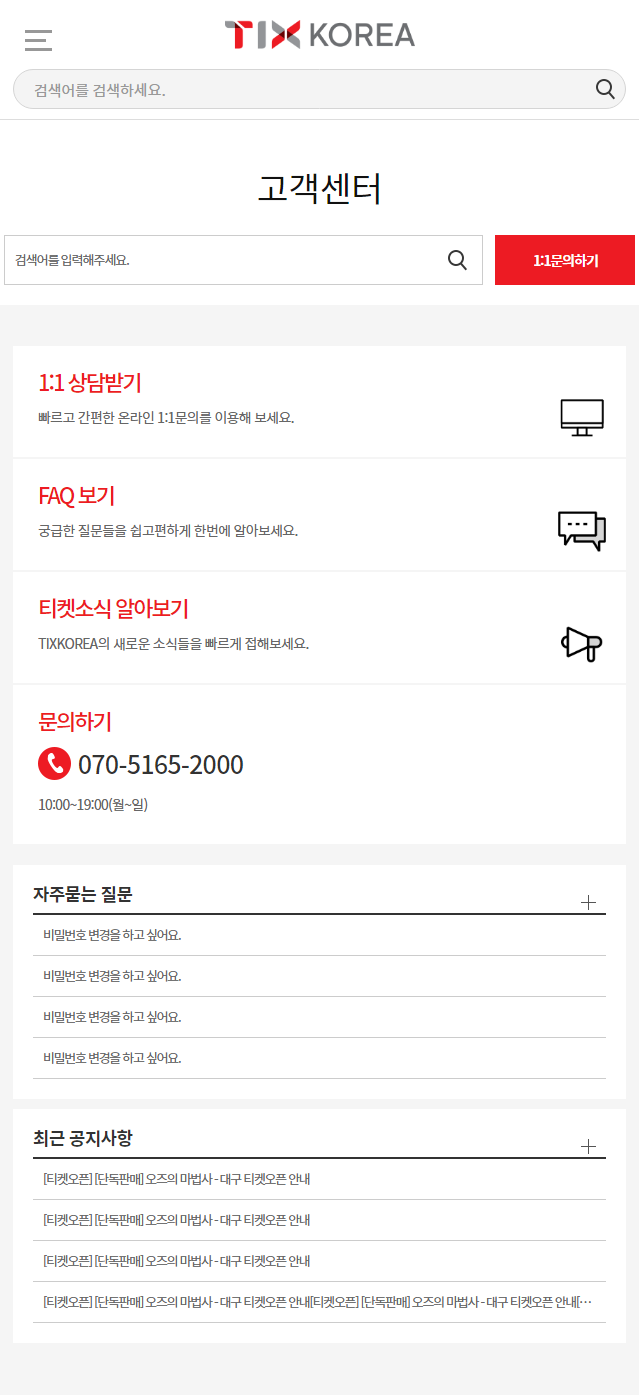 TIX KOREA
검색어를 검색하세요.
고객센터
검색어를 입력해주세요.
1:1문의하기
1:1 상담받기
빠르고 간편한 온라인 1:1문의를 이용해 보세요.
FAQ 보기
궁금한 질문들을 쉽고편하게 한번에 알아보세요.
티켓소식 알아보기
TIXKOREA의 새로운 소식들을 빠르게 접해보세요.
문의하기
070-5165-2000
10:00~19:00(월~일)
자주묻는 질문
비밀번호 변경을 하고 싶어요.
비밀번호 변경을 하고 싶어요.
비밀번호 변경을 하고 싶어요.
비밀번호 변경을 하고 싶어요.
최근 공지사항
[티켓오픈] [단독판매] 오즈의 마법사 - 대구 티켓오픈 안내
[티켓오픈] [단독판매] 오즈의 마법사 - 대구 티켓오픈 안내
[티켓오픈] [단독판매] 오즈의 마법사 - 대구 티켓오픈 안내
[티켓오픈] [단독판매] 오즈의 마법사 - 대구 티켓오픈 안내[티켓오픈] [단독판매] 오즈의 마법사 - 대구 티켓오픈 안내[…